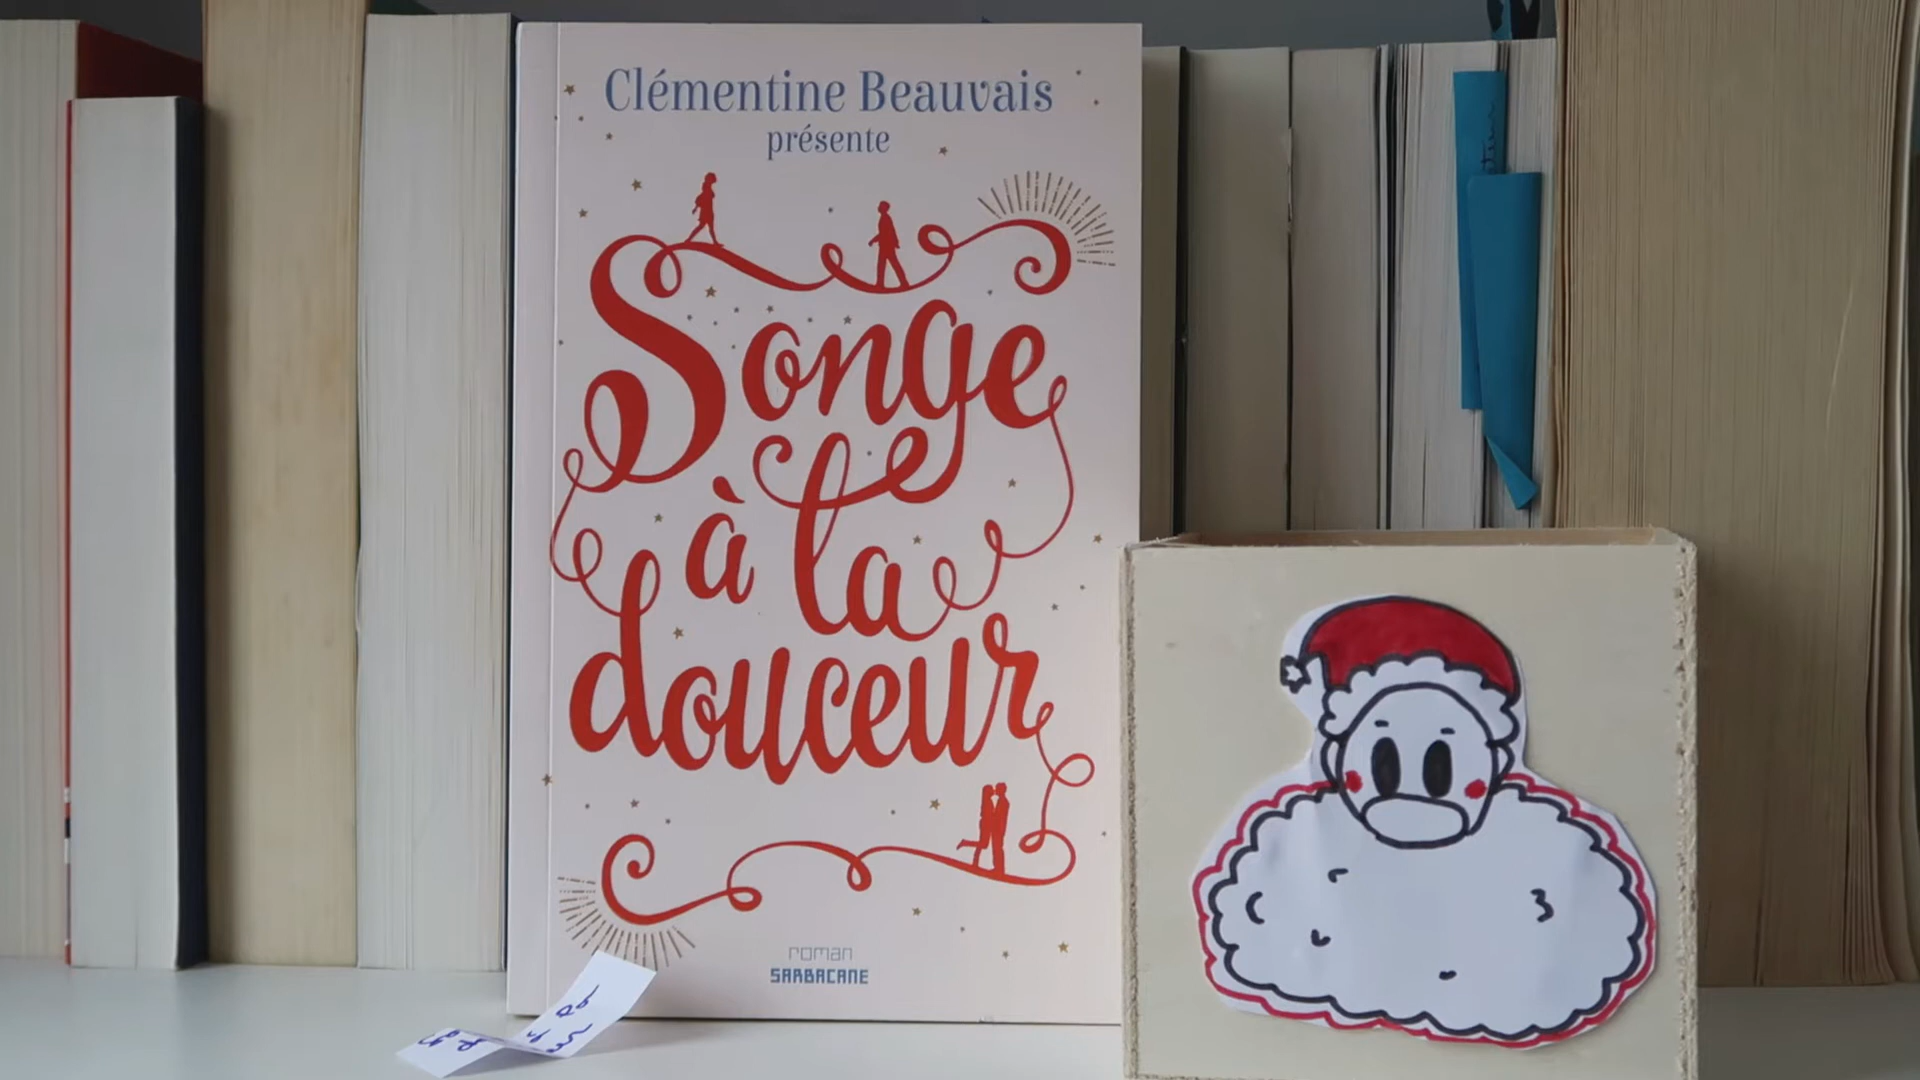 Clémentine Beauvais
présente
Songe
à la
douceur
roman
SARBACANE